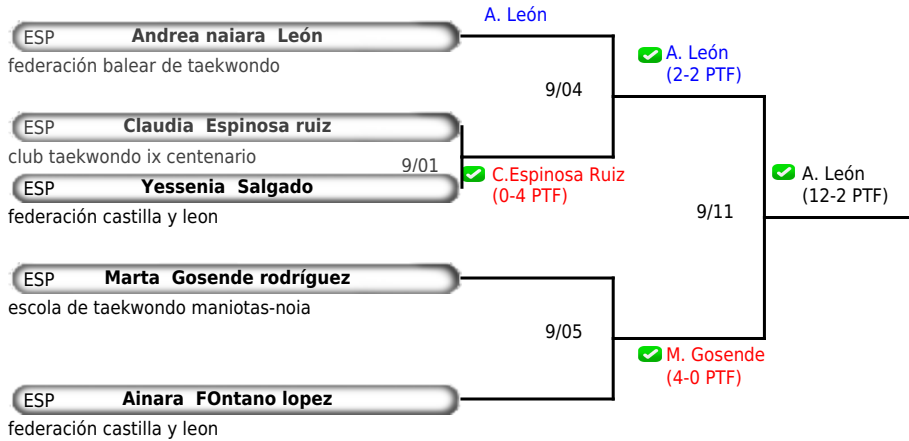 A. León
ESP Andrea naiara León
federación balear de taekwondo
A. León
(2-2 PTF)
9/04
ESP Claudia Espinosa ruiz
club taekwondo ix centenario
9/01
C.Espinosa Ruiz
(0-4 PTF)
ESP Yessenia Salgado
federación castilla y leon
A. León
(12-2 PTF)
9/11
ESP Marta Gosende rodríguez
escola de taekwondo maniotas-noia
9/05
M. Gosende
(4-0 PTF)
ESP Ainara FOntano lopez
federación castilla y leon